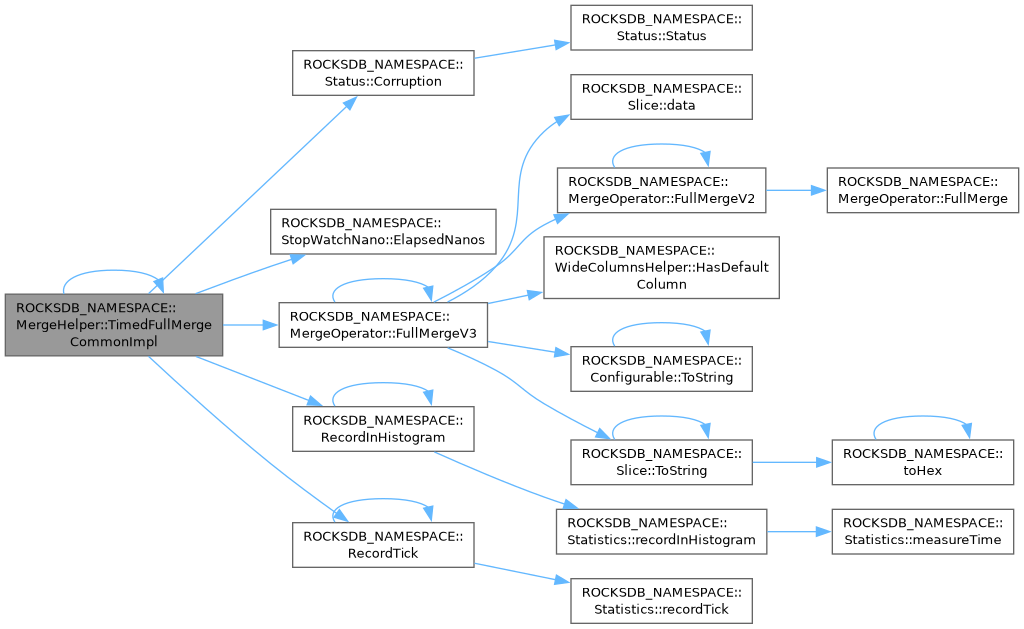 ROCKSDB_NAMESPACE::
Status::Status
ROCKSDB_NAMESPACE::
Status::Corruption
ROCKSDB_NAMESPACE::
Slice::data
ROCKSDB_NAMESPACE::
MergeOperator::FullMergeV2
ROCKSDB_NAMESPACE::
MergeOperator::FullMerge
ROCKSDB_NAMESPACE::
StopWatchNano::ElapsedNanos
ROCKSDB_NAMESPACE::
WideColumnsHelper::HasDefault
Column
ROCKSDB_NAMESPACE::
MergeHelper::TimedFullMerge
CommonImpl
ROCKSDB_NAMESPACE::
MergeOperator::FullMergeV3
ROCKSDB_NAMESPACE::
Configurable::ToString
ROCKSDB_NAMESPACE::
RecordInHistogram
ROCKSDB_NAMESPACE::
Slice::ToString
ROCKSDB_NAMESPACE::
toHex
ROCKSDB_NAMESPACE::
Statistics::recordInHistogram
ROCKSDB_NAMESPACE::
Statistics::measureTime
ROCKSDB_NAMESPACE::
RecordTick
ROCKSDB_NAMESPACE::
Statistics::recordTick